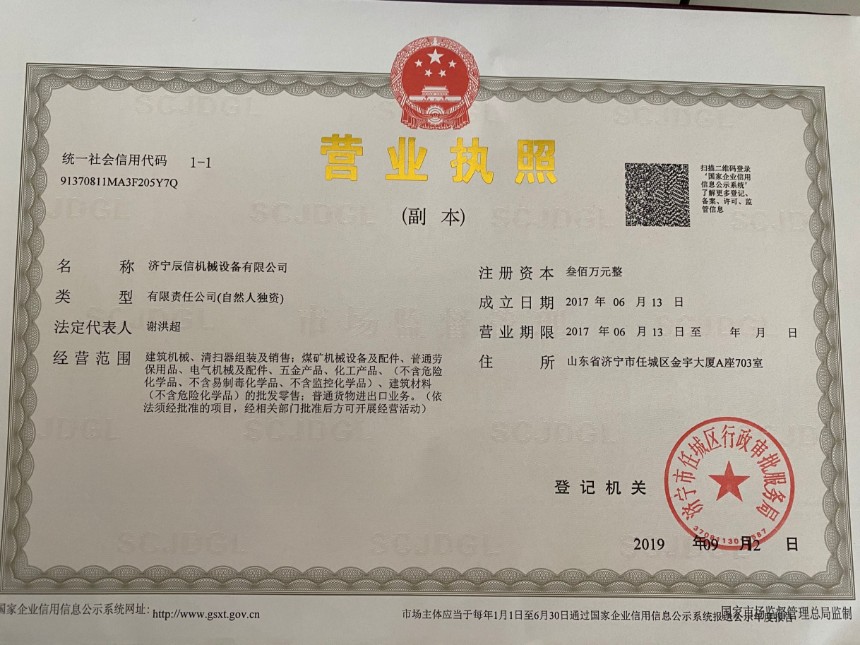 营业执照
(副 本)
统一社会信用代码 1-1
91370811MA3F205Y7Q
扫描二维码登录
‘国家企业信用
信息公示系统’
了解更多登记、
备案、许可、监
管信息
名 称 济宁辰信机械设备有限公司
类 型 有限责任公司(自然人独资)
法定代表人 谢洪超
经营范围 建筑机械、清扫器组装及销售；煤矿机械设备及配件、普通劳
保用品、电气机械及配件、五金产品、化工产品、（不含危险
化学品、不含易制毒化学品、不含监控化学品）、建筑材料
（不含危险化学品）的批发零售；普通货物进出口业务。（依
法须经批准的项目，经相关部门批准后方可开展经营活动）
注册资本 叁佰万元整
成立日期 2017 年 06 月 13 日
营业期限 2017 年 06 月 13 日至 年 月 日
住 所 山东省济宁市任城区金宇大厦A座703室
登记机关
济宁市任城区行政审批服务局
2019 年09 月2 日
国家企业信用信息公示系统网址: http://www.gsxt.gov.cn
市场主体应当于每年1月1日至6月30日通过国家企业信用信息公示系统报送公示年度报告
国家市场监督管理总局监制
SCJDGL
市场监督管理